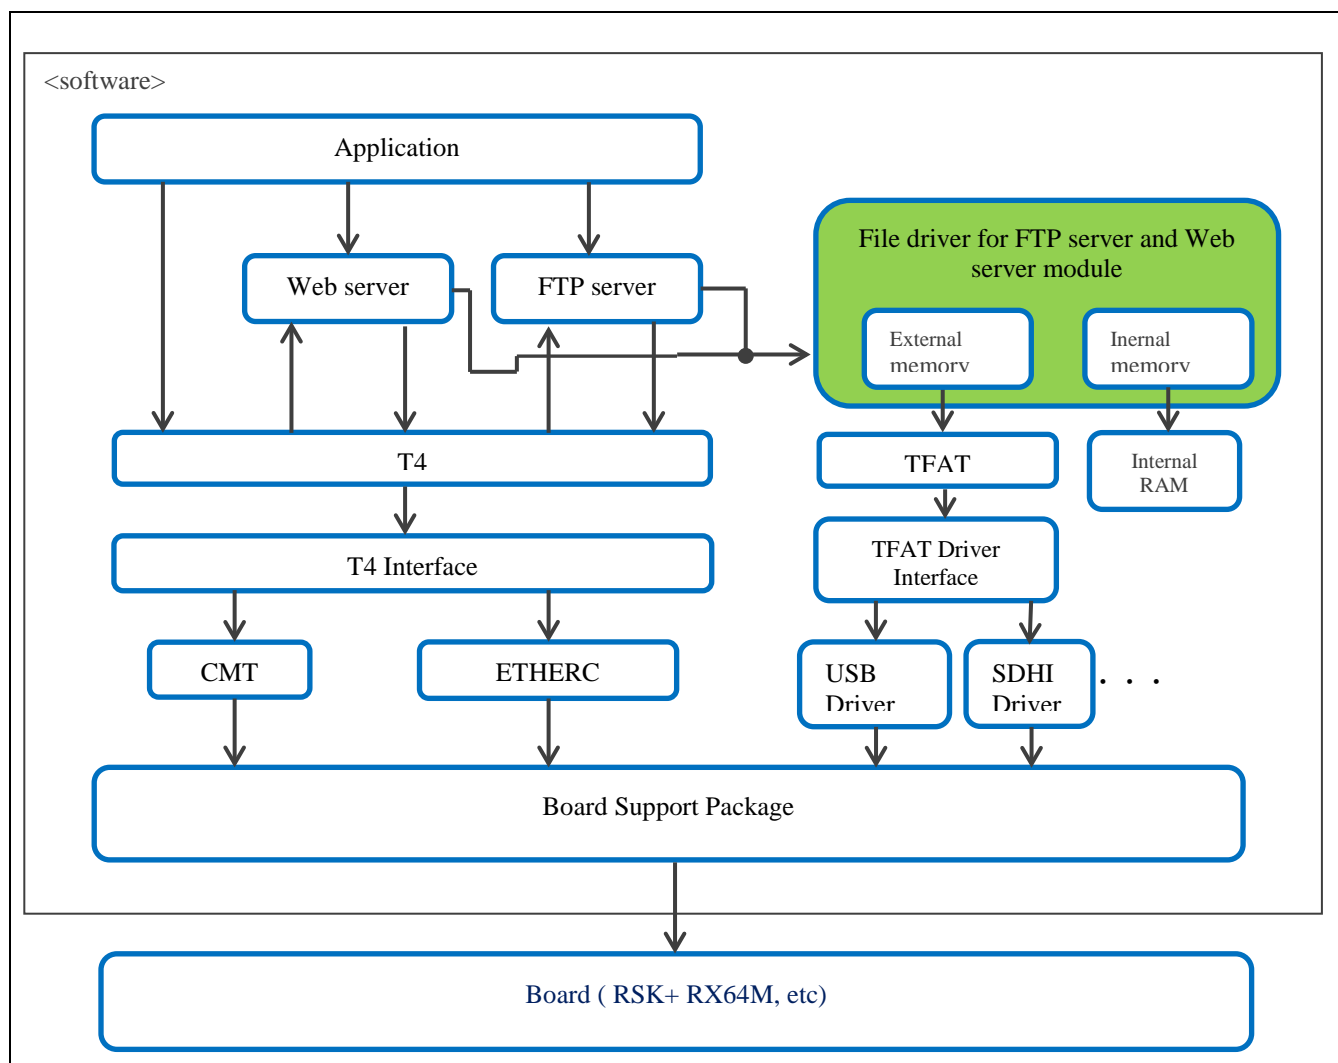 <software>
Application
File driver for FTP server and Web
server module
Web server
FTP server
External
memory
Inernal
memory
T4
TFAT
Internal
RAM
T4 Interface
TFAT Driver
Interface
CMT
ETHERC
USB
Driver
SDHI
Driver
. . .
Board Support Package
Board ( RSK+ RX64M, etc)